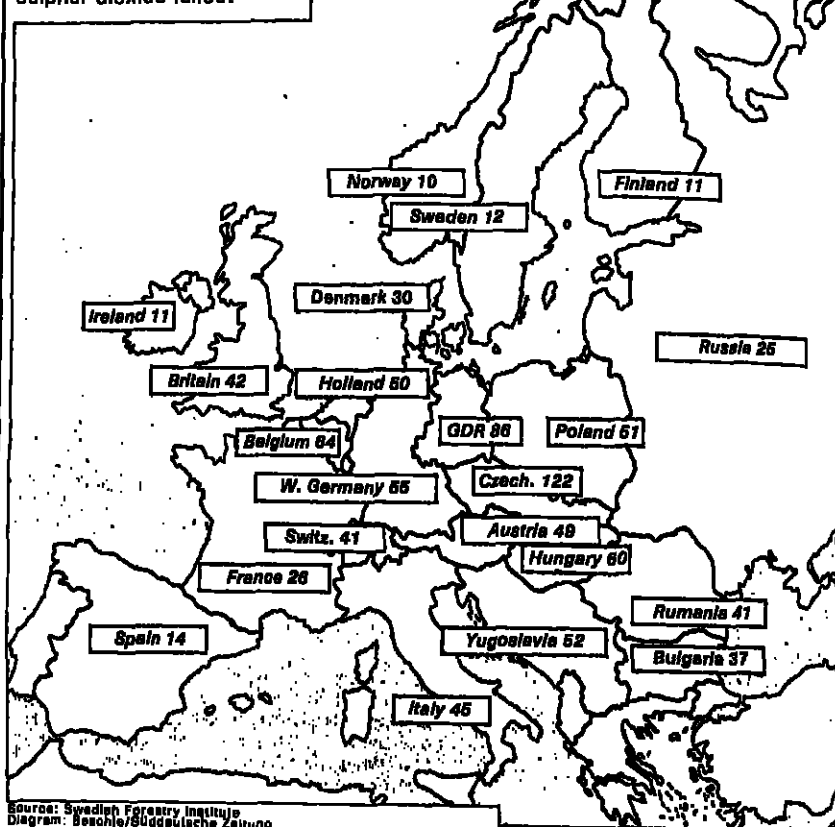 sulphur dioxide fallout
Norway 10
Finland 11
Sweden 12
Denmark 30
Ireland 11
Russia 25
Britain 42
Holland 50
GDR 86
Poland 51
Belgium 64
Czech. 122
W. Germany 55
Austria 49
Switz. 41
Hungary 60
France 26
Rumania 41
Spain 14
Yugoslavia 52
Bulgaria 37
Italy 45
Source: Swedish Forestry Institute
Diagram: /Süddeutsche Zeitung